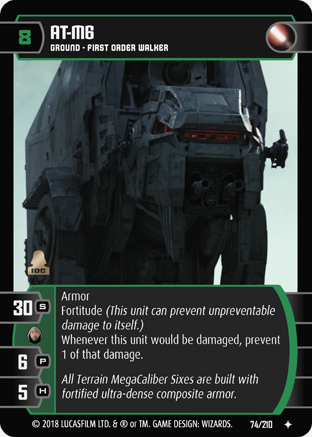 8
AT-M6
GROUND - FIRST ORDER WALKER
IDC
30 S
6 P
5 H
Armor
Fortitude (This unit can prevent unpreventable
damage to itself.)
Whenever this unit would be damaged, prevent
1 of that damage.
All Terrain MegaCaliber Sixes are built with
fortified ultra-dense composite armor.
© 2018 LUCASFILM LTD. & ® or TM. GAME DESIGN: WIZARDS.
74/210